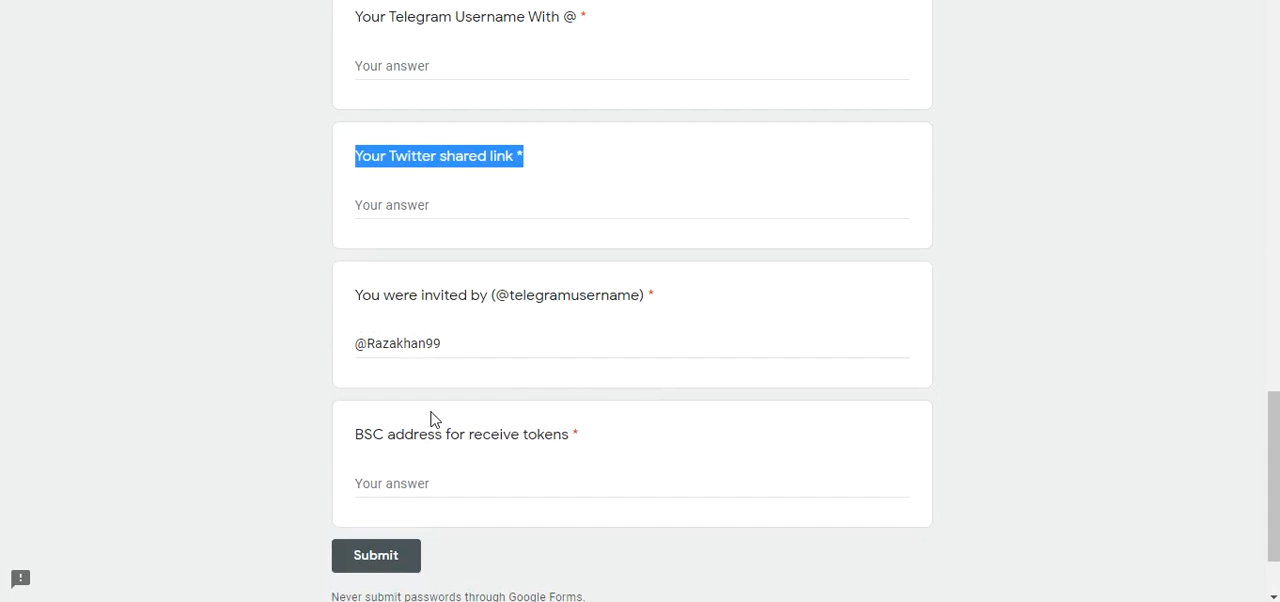 Your Telegram Username With @ *
Your answer
Your Twitter shared link *
Your answer
You were invited by (@telegramusername) *
@Razakhan99
BSC address for receive tokens *
Your answer
Submit
Never submit passwords through Google Forms.